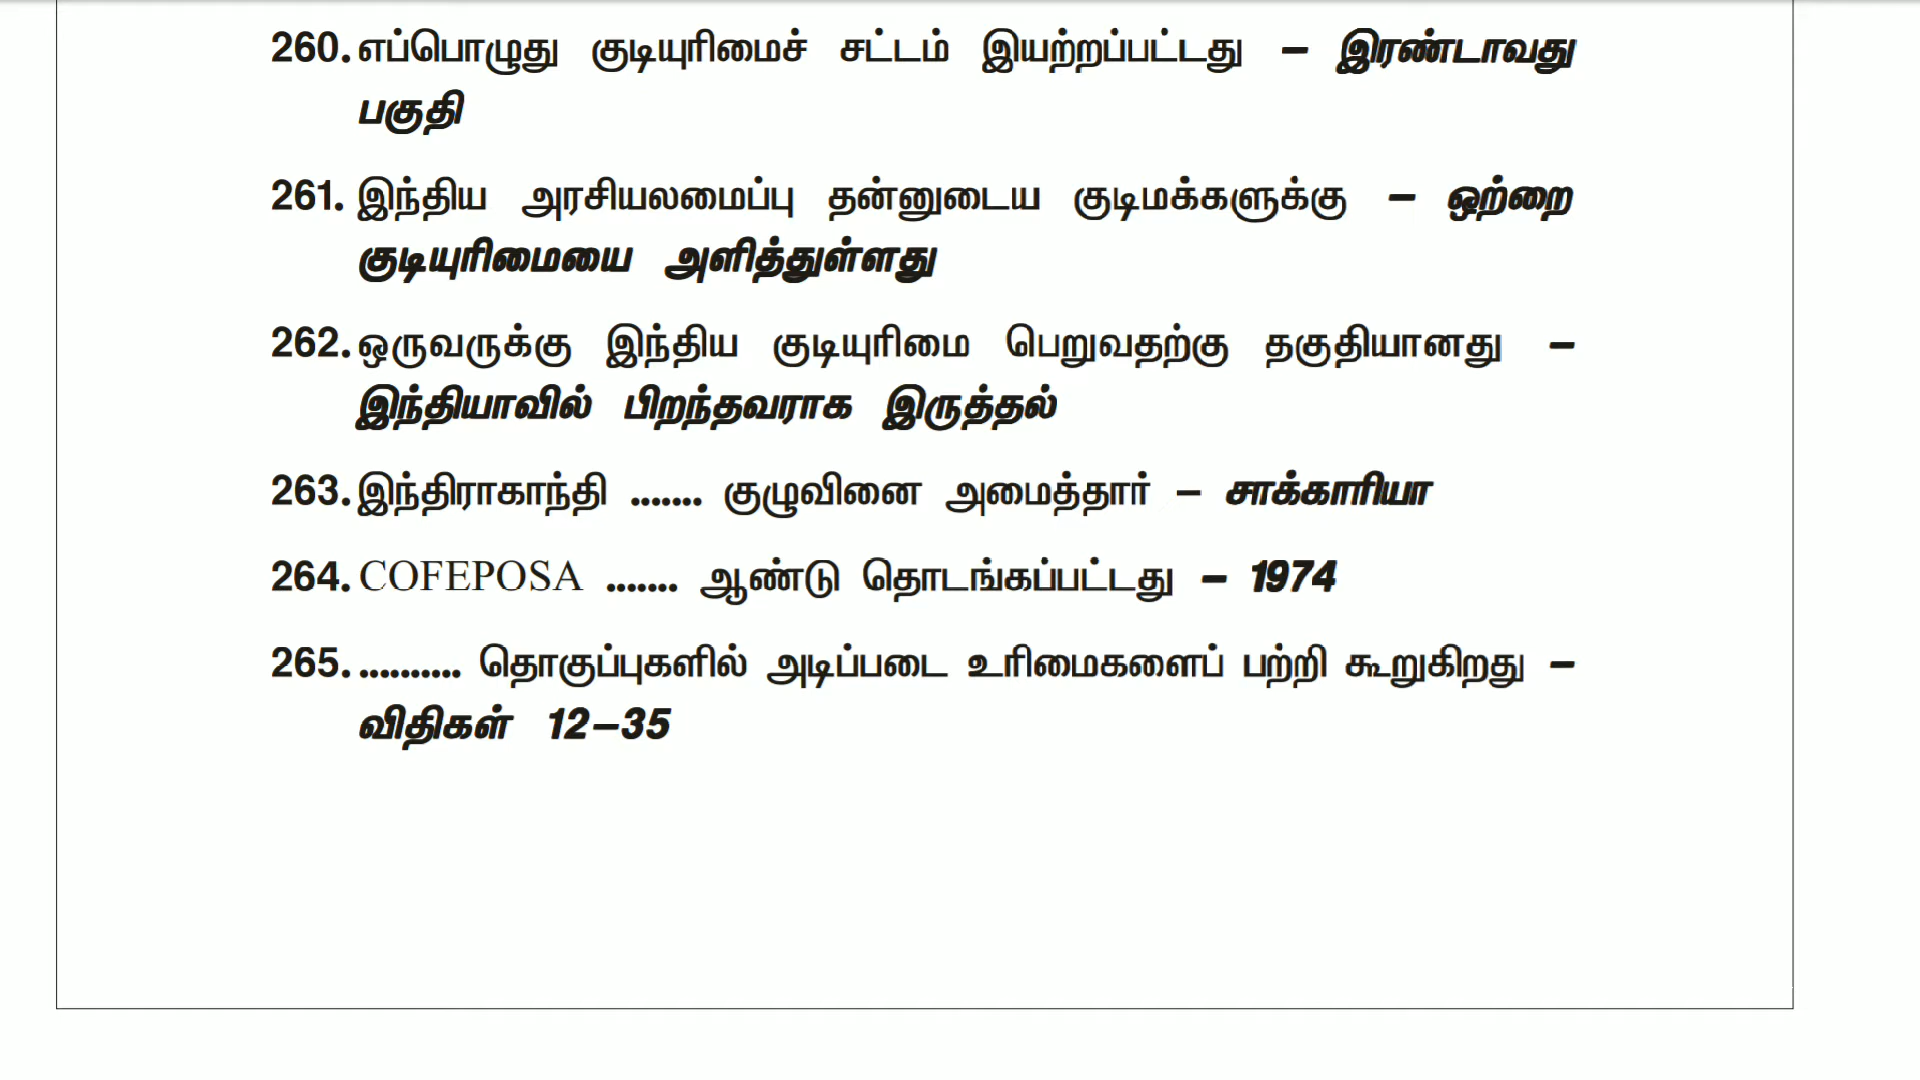 260. எப்பொழுது குடியுரிமைச் சட்டம் இயற்றப்பட்டது – இரண்டாவது
பகுதி
261. இந்திய அரசியலமைப்பு தன்னுடைய குடிமக்களுக்கு – ஒற்றை
குடியுரிமையை அளித்துள்ளது
262. ஒருவருக்கு இந்திய குடியுரிமை பெறுவதற்கு தகுதியானது –
இந்தியாவில் பிறந்தவராக இருத்தல்
263. இந்திராகாந்தி ....... குழுவினை அமைத்தார் – சாக்காரியா
264. COFEPOSA ....... ஆண்டு தொடங்கப்பட்டது – 1974
265. .......... தொகுப்புகளில் அடிப்படை உரிமைகளைப் பற்றி கூறுகிறது –
விதிகள் 12–35